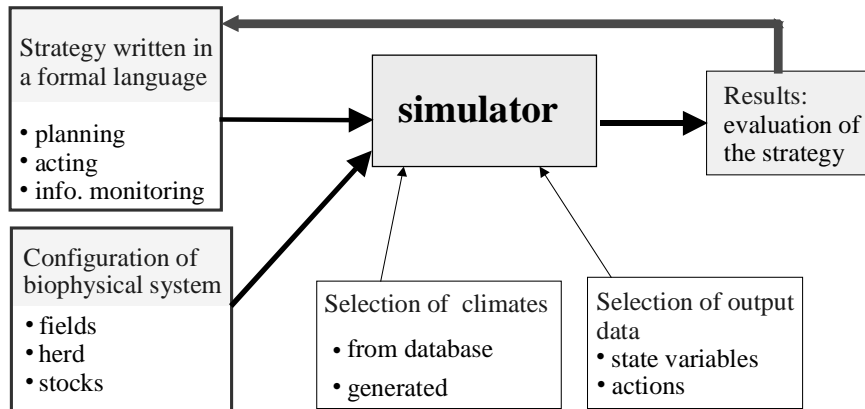 Strategy written in
a formal language
• planning
• acting
• info. monitoring
simulator
Results:
evaluation of
the strategy
Configuration of
biophysical system
• fields
• herd
• stocks
Selection of climates
• from database
• generated
Selection of output
data
• state variables
• actions